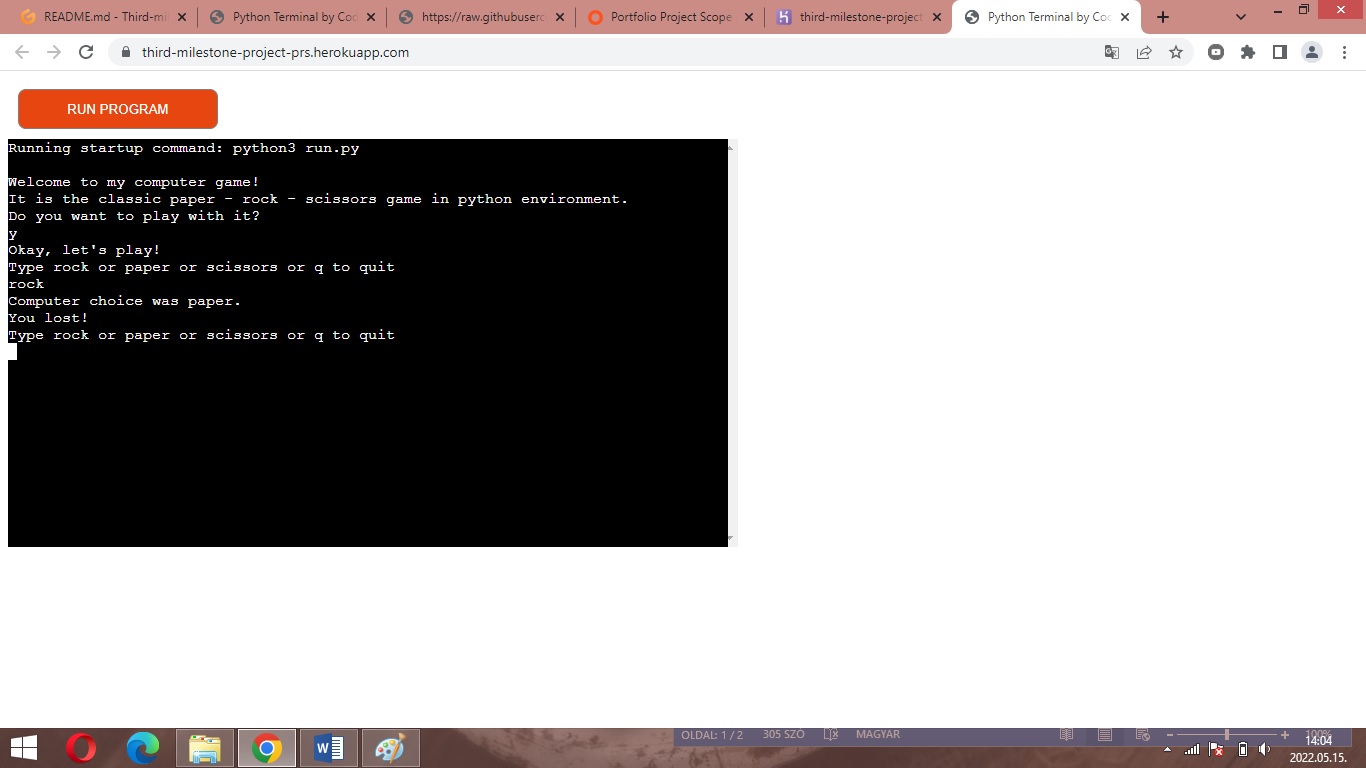 README.md - Third-mi
Python Terminal by Cod
https://raw.githubuserc
Portfolio Project Scope
third-milestone-project
Python Terminal by Coc
third-milestone-project-prs.herokuapp.com
RUN PROGRAM
Running startup command: python3 run.py
Welcome to my computer game!
It is the classic paper - rock - scissors game in python environment.
Do you want to play with it?
y
Okay, let's play!
Type rock or paper or scissors or q to quit
rock
Computer choice was paper.
You lost!
Type rock or paper or scissors or q to quit
OLDAL: 1 / 2 305 SZÓ MAGYAR
100%
14:04
2022.05.15.